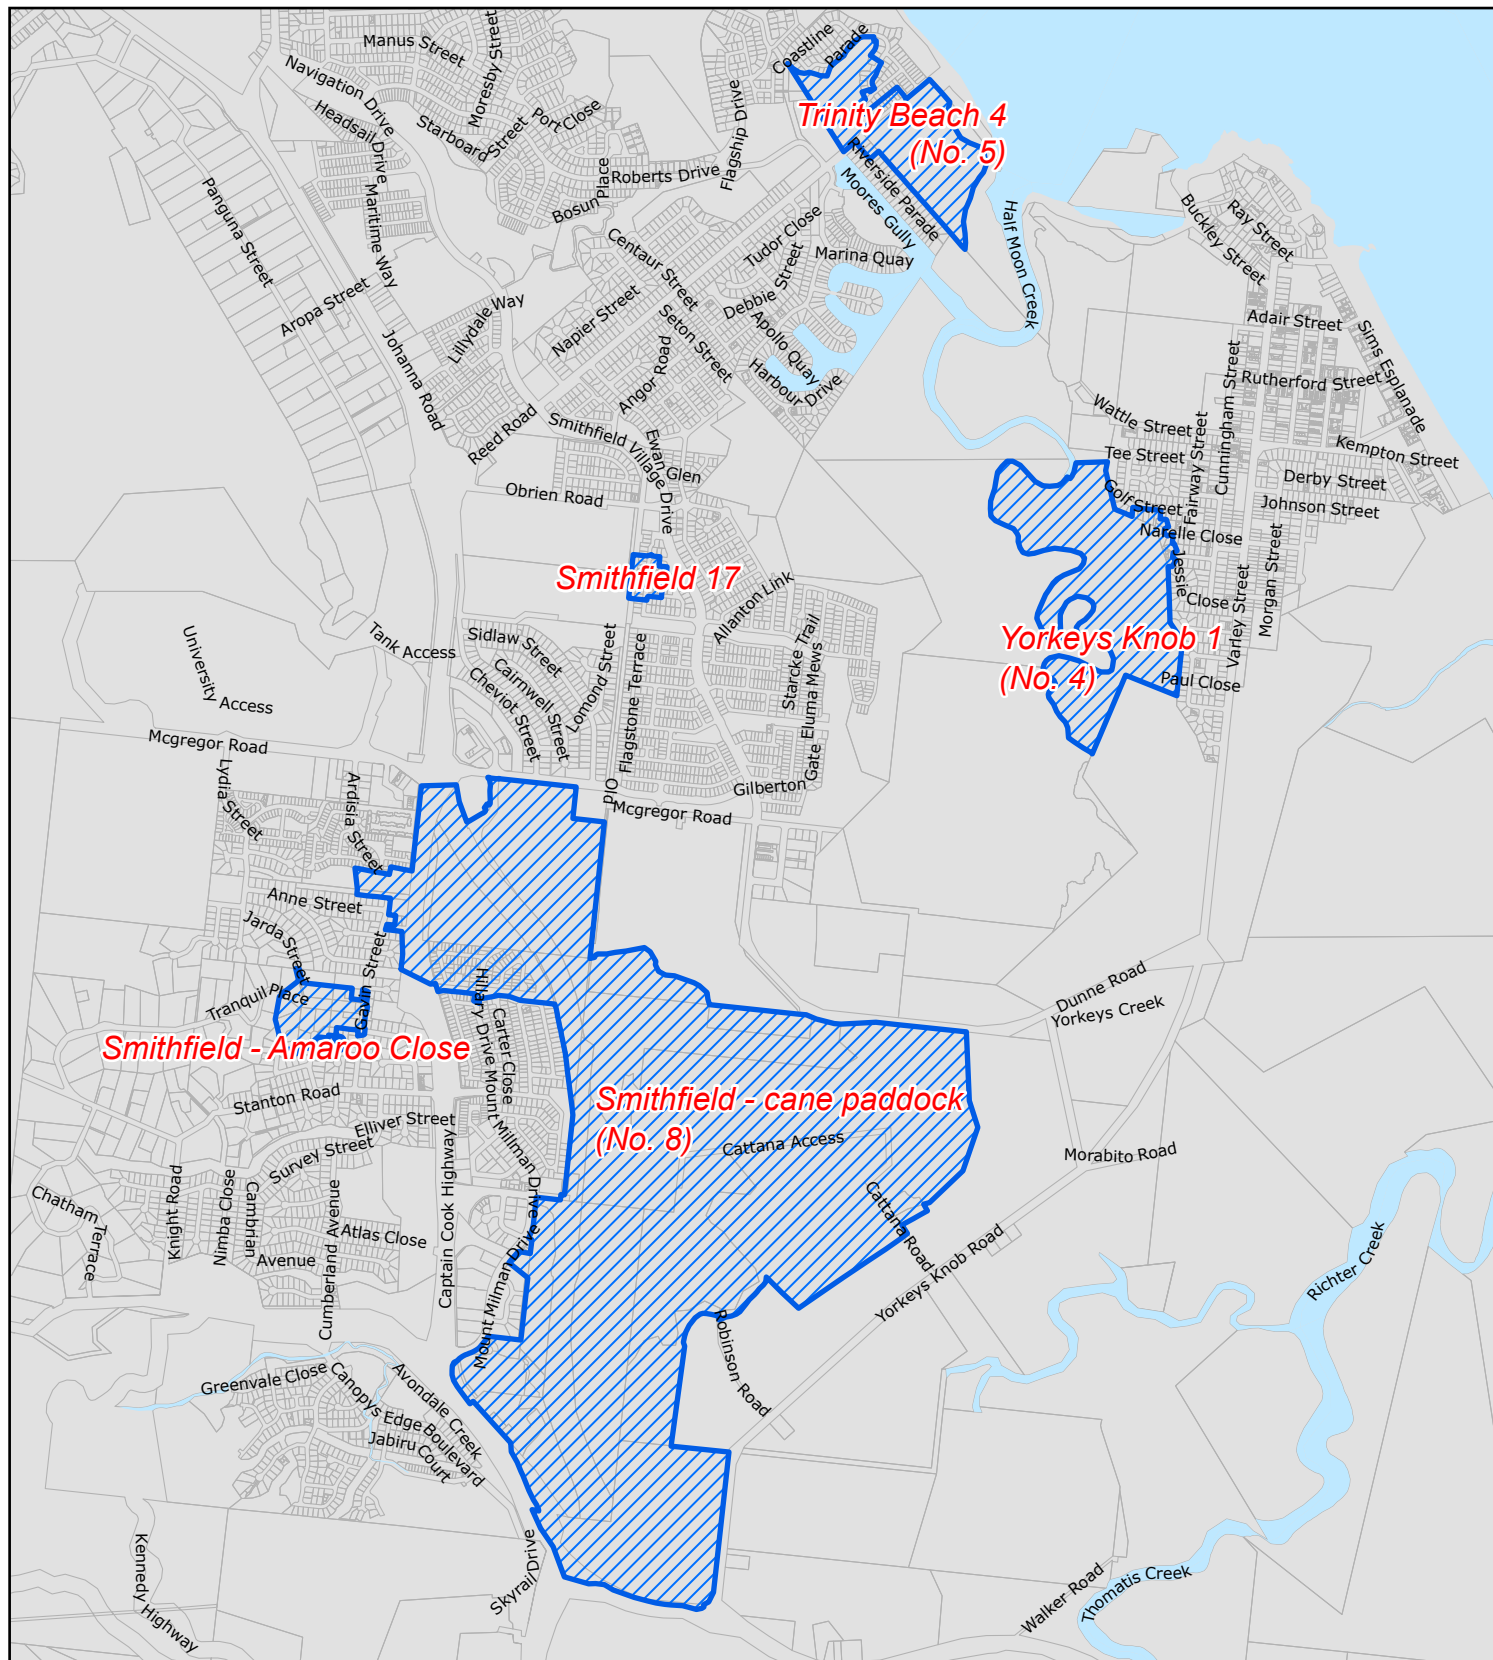 Manus Street
Moresby Street
Coastline
Parade
Navigation Drive
Headsail Drive
Starboard Street
Port Close
Flagship Drive
Trinity Beach 4
(No. 5)
Panguna Street
Maritime Way
Bosun Place
Roberts Drive
Riverside Parade
Moores Gully
Half Moon Creek
Buckley Street
Ray Street
Aropa Street
Centaur Street
Tudor Close
Marina Quay
Debbie Street
Lillydale Way
Napier Street
Seton Street
Apollo Quay
Adair Street
Sims Esplanade
Johanna Road
Angor Road
Harbour Drive
Rutherford Street
Reed Road
Smithfield Village Drive
Ewan Glen
Wattle Street
Cunningham Street
Fairway Street
Tee Street
Kempton Street
Derby Street
Obrien Road
Golf Street
Johnson Street
Narelle Close
Smithfield 17
Allanton Link
Jessie Close
Morgan Street
Varley Street
Yorkeys Knob 1
(No. 4)
Paul Close
University Access
Tank Access
Sidlaw Street
Cairnwell Street
Cheviot Street
Lomond Street
Flagstone Terrace
Starcke Trail
Eluma Mews
Gilberton Gate
Mcgregor Road
Old
Mcgregor Road
Lydia Street
Ardisia Street
Anne Street
Jarda Street
Gavin Street
Tranquil Place
Hillary Drive
Carter Close
Dunne Road
Yorkeys Creek
Smithfield - Amaroo Close
Stanton Road
Elliver Street
Survey Street
Mount Millman Drive
Smithfield - cane paddock
(No. 8)
Cattana Access
Morabito Road
Cattana Road
Chatham Terrace
Knight Road
Nimba Close
Cambrian Avenue
Cumberland Avenue
Atlas Close
Captain Cook Highway
Mount Milman Drive
Yorkeys Knob Road
Richter Creek
Robinson Road
Greenvale Close
Canopys Edge Boulevard
Avondale Creek
Jabiru Court
Kennedy Highway
Skyrail Drive
Walker Road
Thomatis Creek